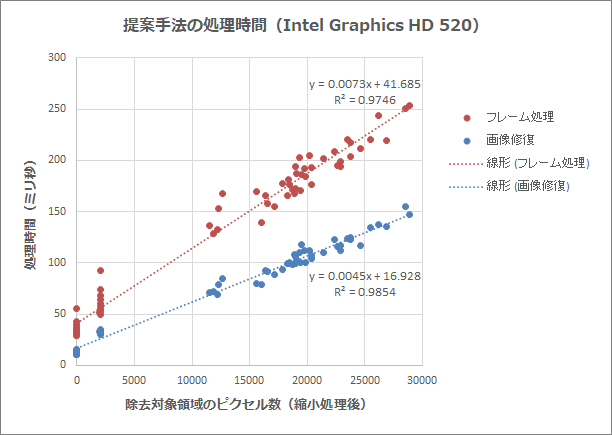 提案手法の処理時間（Intel Graphics HD 520）
処理時間（ミリ秒）
300
250
200
150
100
50
0
0 5000 10000 15000 20000 25000 30000
除去対象領域のピクセル数（縮小処理後）
y = 0.0073x + 41.685
R² = 0.9746
y = 0.0045x + 16.928
R² = 0.9854
フレーム処理
画像修復
線形 (フレーム処理)
線形 (画像修復)